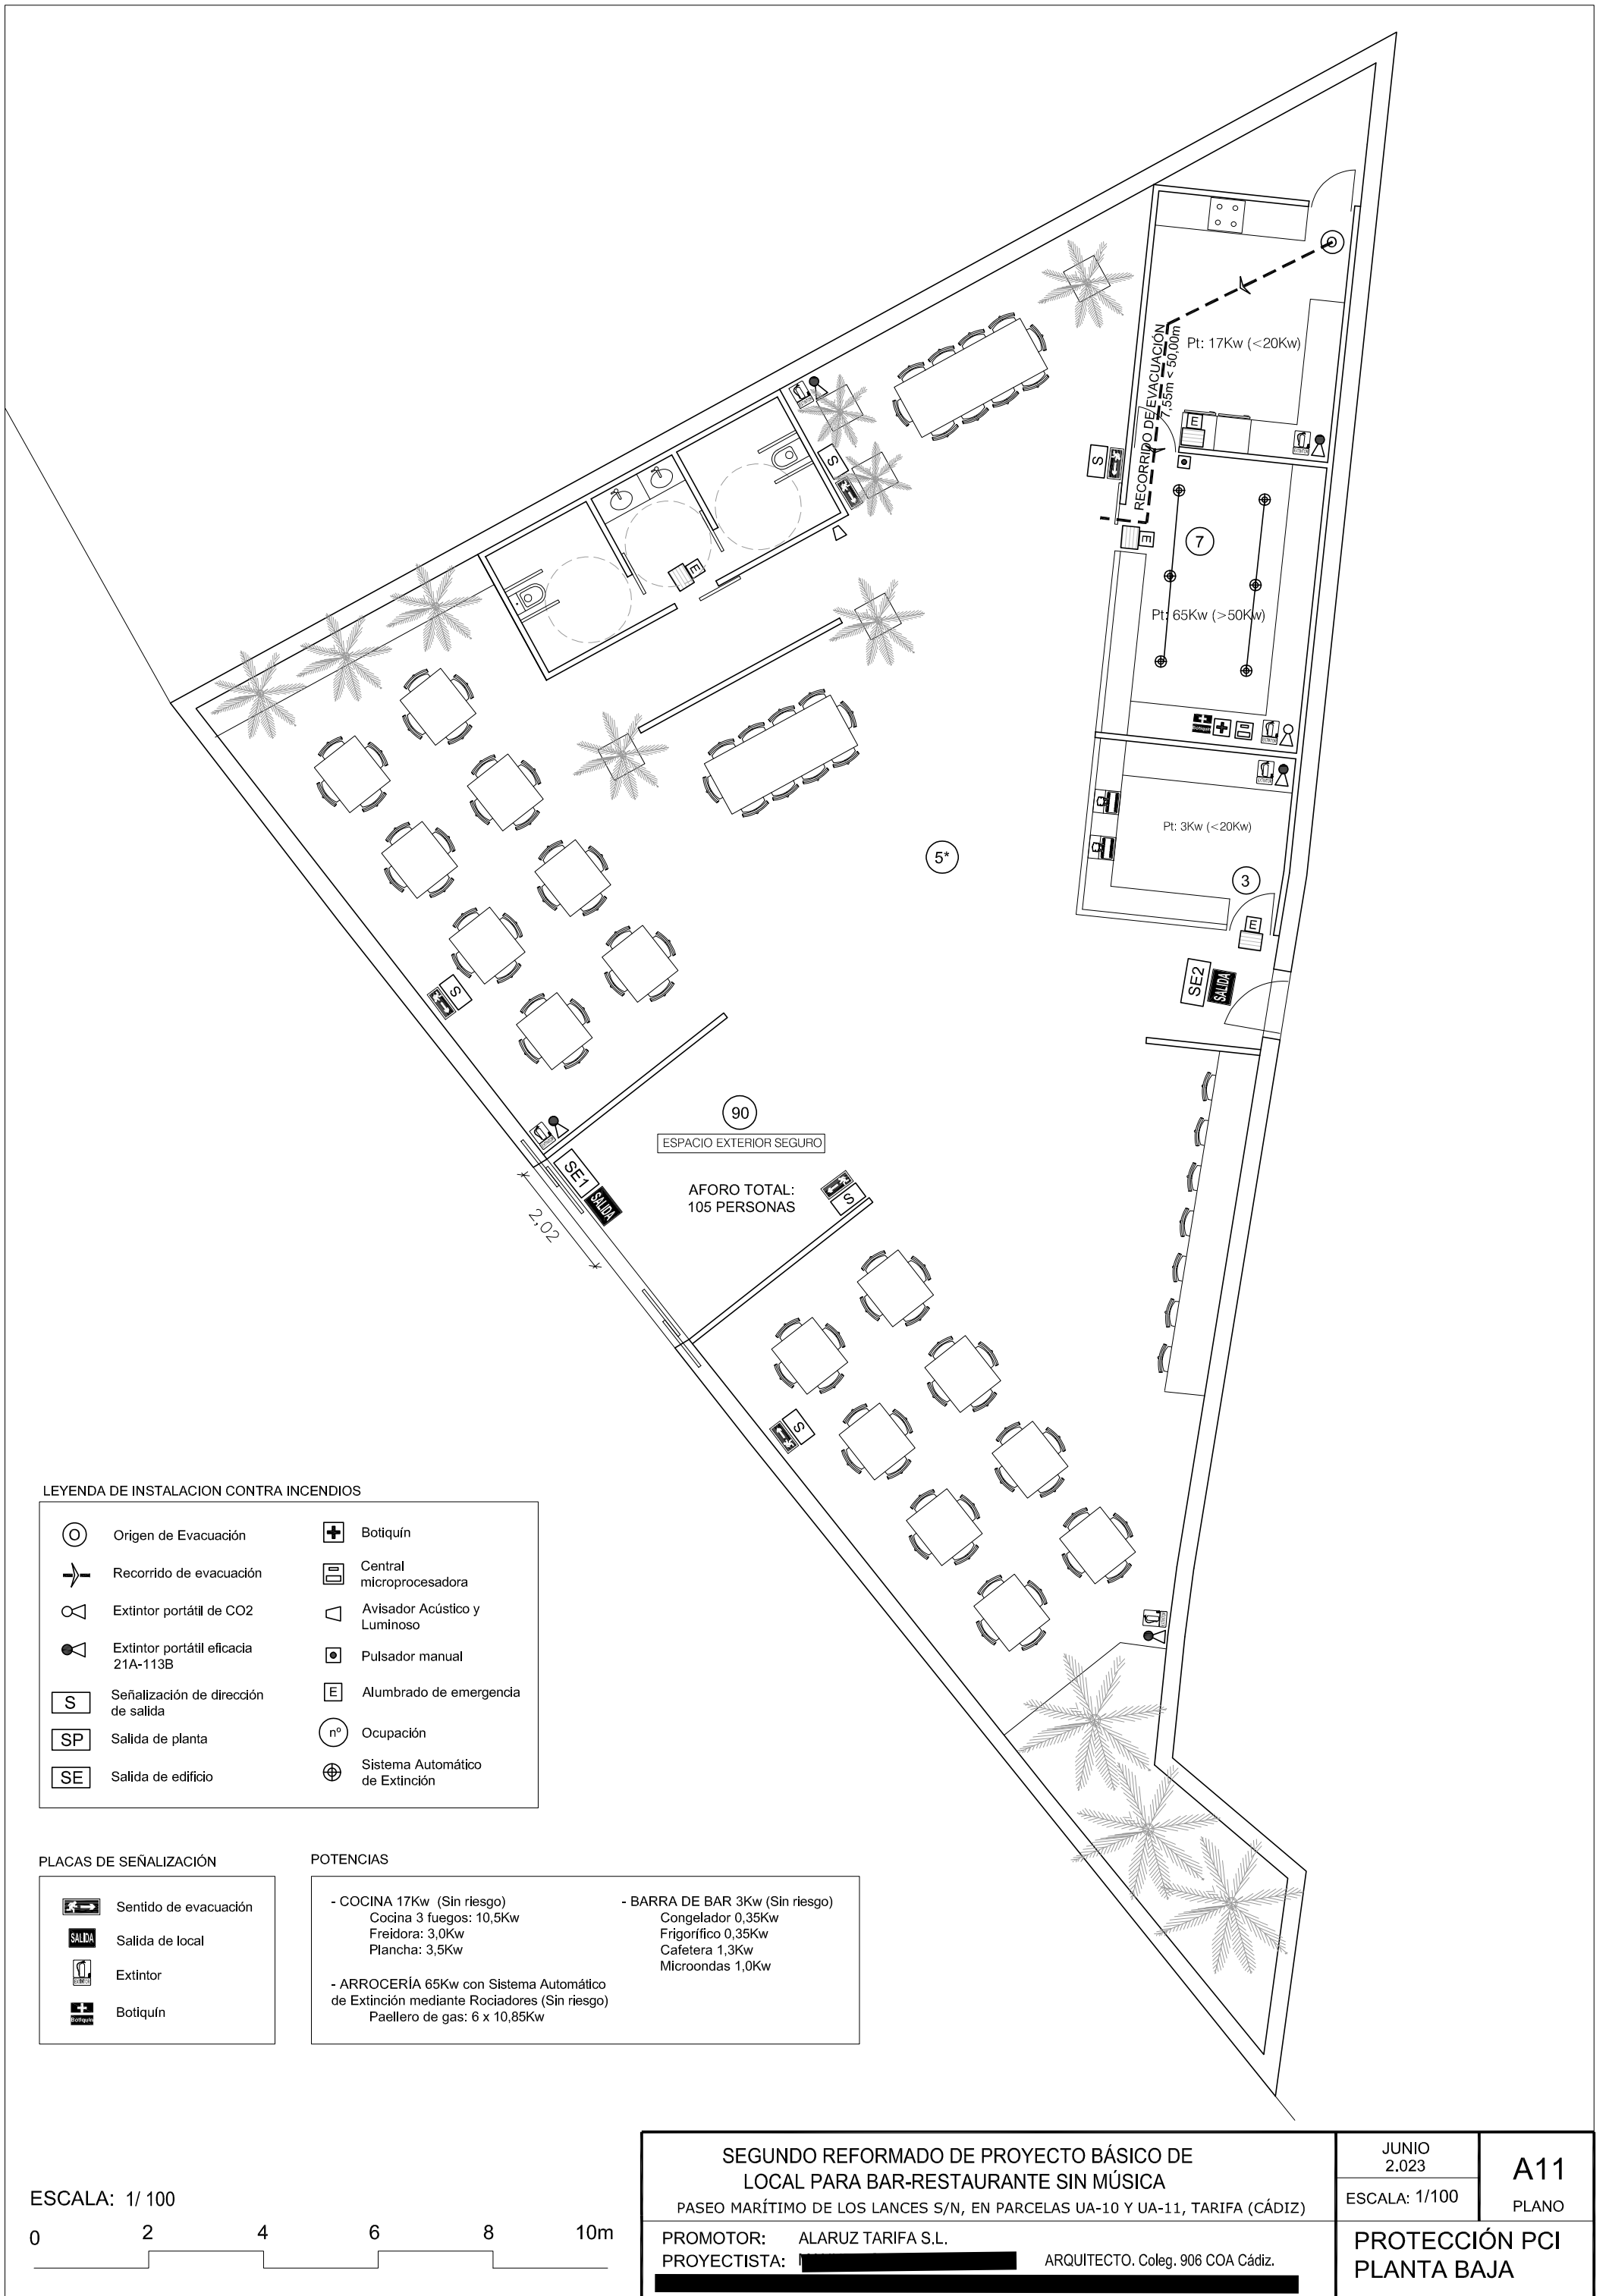 RECORRIDO DE EVACUACIÓN
7,55m < 50,00m
Pt: 17Kw (<20Kw)
E
EXTINTOR
S
S
E
7
Pt: 65Kw (>50Kw)
E
Botiquín
EXTINTOR
EXTINTOR
Pt: 3Kw (<20Kw)
5*
3
E
SE2
SALIDA
S
90
ESPACIO EXTERIOR SEGURO
EXTINTOR
SE1
SALIDA
2,02
AFORO TOTAL:
105 PERSONAS
S
S
EXTINTOR
LEYENDA DE INSTALACION CONTRA INCENDIOS
O Origen de Evacuación
Recorrido de evacuación
Extintor portátil de CO2
Extintor portátil eficacia
21A-113B
S Señalización de dirección
de salida
SP Salida de planta
SE Salida de edificio
Botiquín
Central
microprocesadora
Avisador Acústico y
Luminoso
Pulsador manual
E Alumbrado de emergencia
nº Ocupación
Sistema Automático
de Extinción
PLACAS DE SEÑALIZACIÓN
Sentido de evacuación
SALIDA Salida de local
EXTINTOR Extintor
Botiquín Botiquín
POTENCIAS
- COCINA 17Kw (Sin riesgo)
Cocina 3 fuegos: 10,5Kw
Freidora: 3,0Kw
Plancha: 3,5Kw
- ARROCERÍA 65Kw con Sistema Automático
de Extinción mediante Rociadores (Sin riesgo)
Paellero de gas: 6 x 10,85Kw
- BARRA DE BAR 3Kw (Sin riesgo)
Congelador 0,35Kw
Frigorífico 0,35Kw
Cafetera 1,3Kw
Microondas 1,0Kw
ESCALA: 1/ 100
0 2 4 6 8 10m
SEGUNDO REFORMADO DE PROYECTO BÁSICO DE
LOCAL PARA BAR-RESTAURANTE SIN MÚSICA
PASEO MARÍTIMO DE LOS LANCES S/N, EN PARCELAS UA-10 Y UA-11, TARIFA (CÁDIZ)
PROMOTOR: ALARUZ TARIFA S.L.
PROYECTISTA: ARQUITECTO. Coleg. 906 COA Cádiz.
JUNIO
2.023
ESCALA: 1/100
A11
PLANO
PROTECCIÓN PCI
PLANTA BAJA